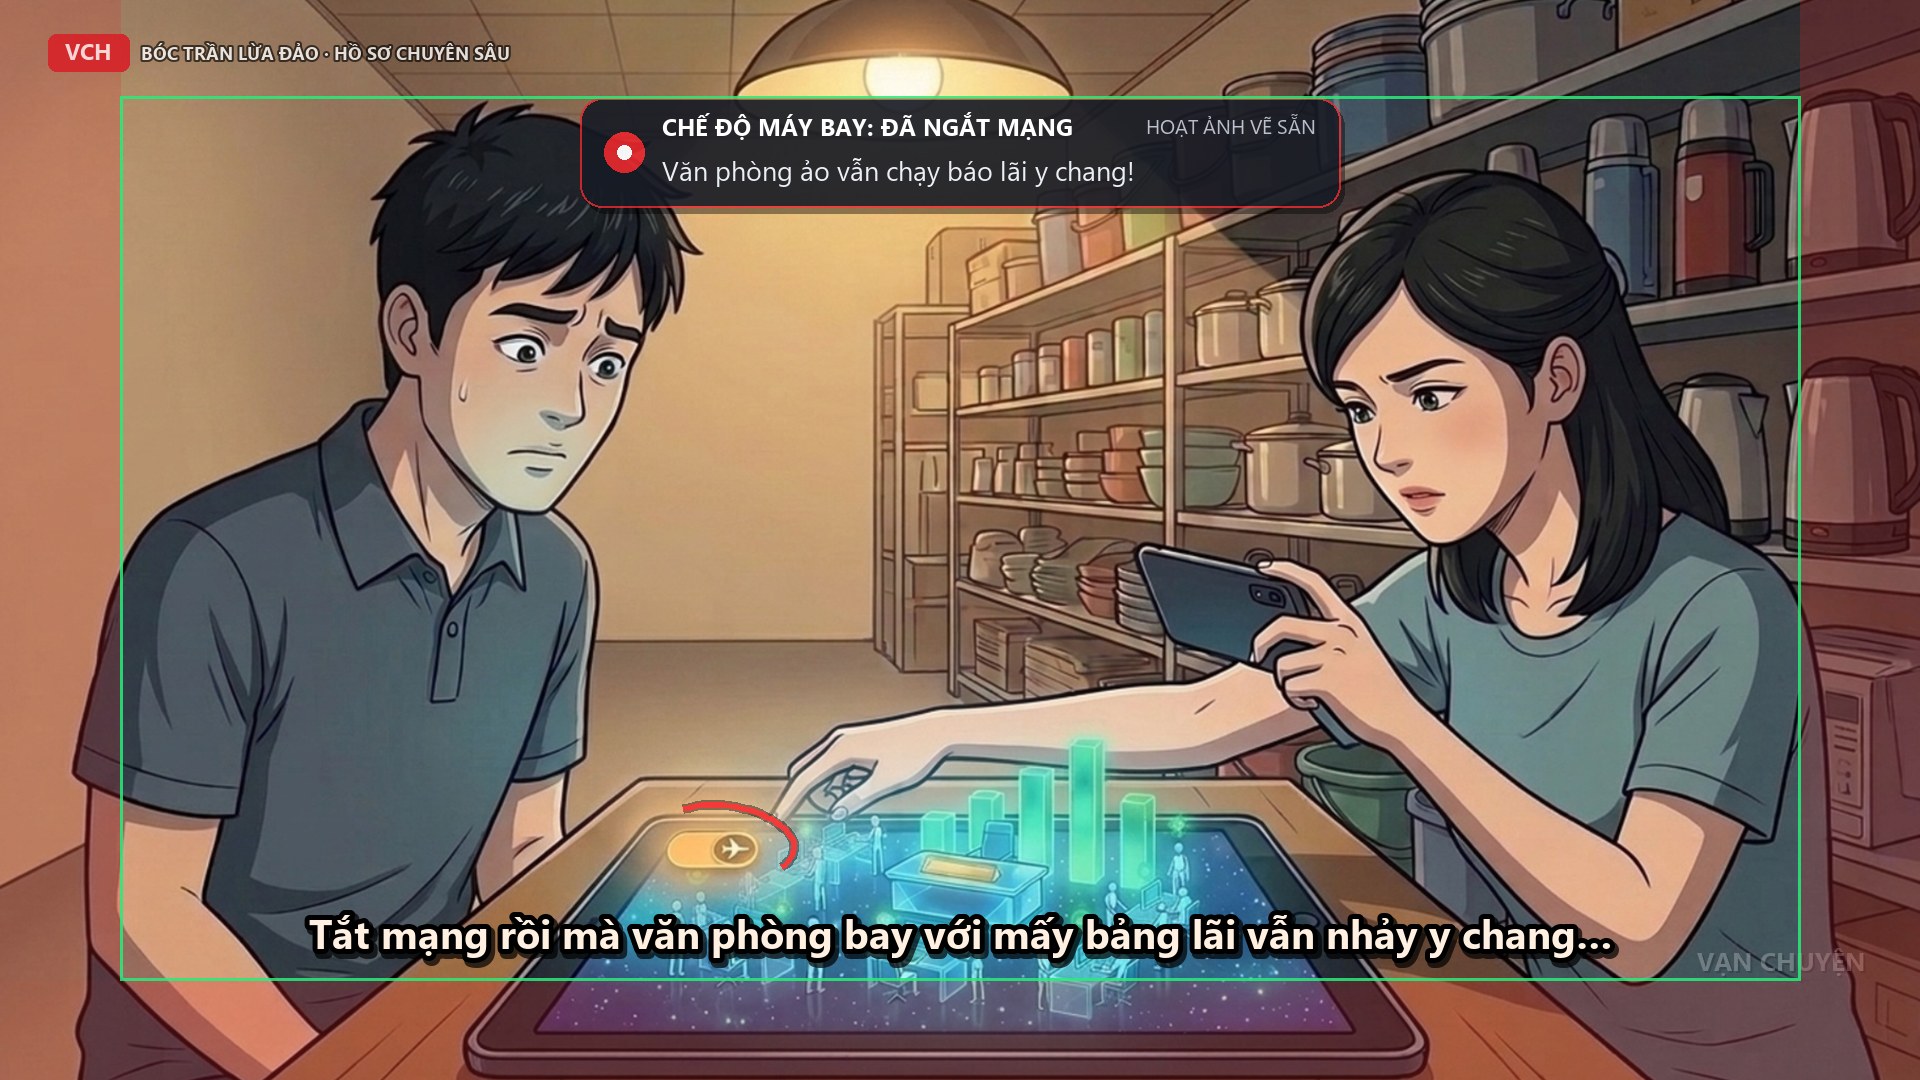 VCH BÓC TRẦN LỪA ĐẢO · HỒ SƠ CHUYÊN SÂU
CHẾ ĐỘ MÁY BAY: ĐÃ NGẮT MẠNG
HOẠT ẢNH VẼ SẴN
Văn phòng ảo vẫn chạy báo lãi y chang!
Tắt mạng rồi mà văn phòng bay với mấy bảng lãi vẫn nhảy y chang...
VẠN CHUYỆN